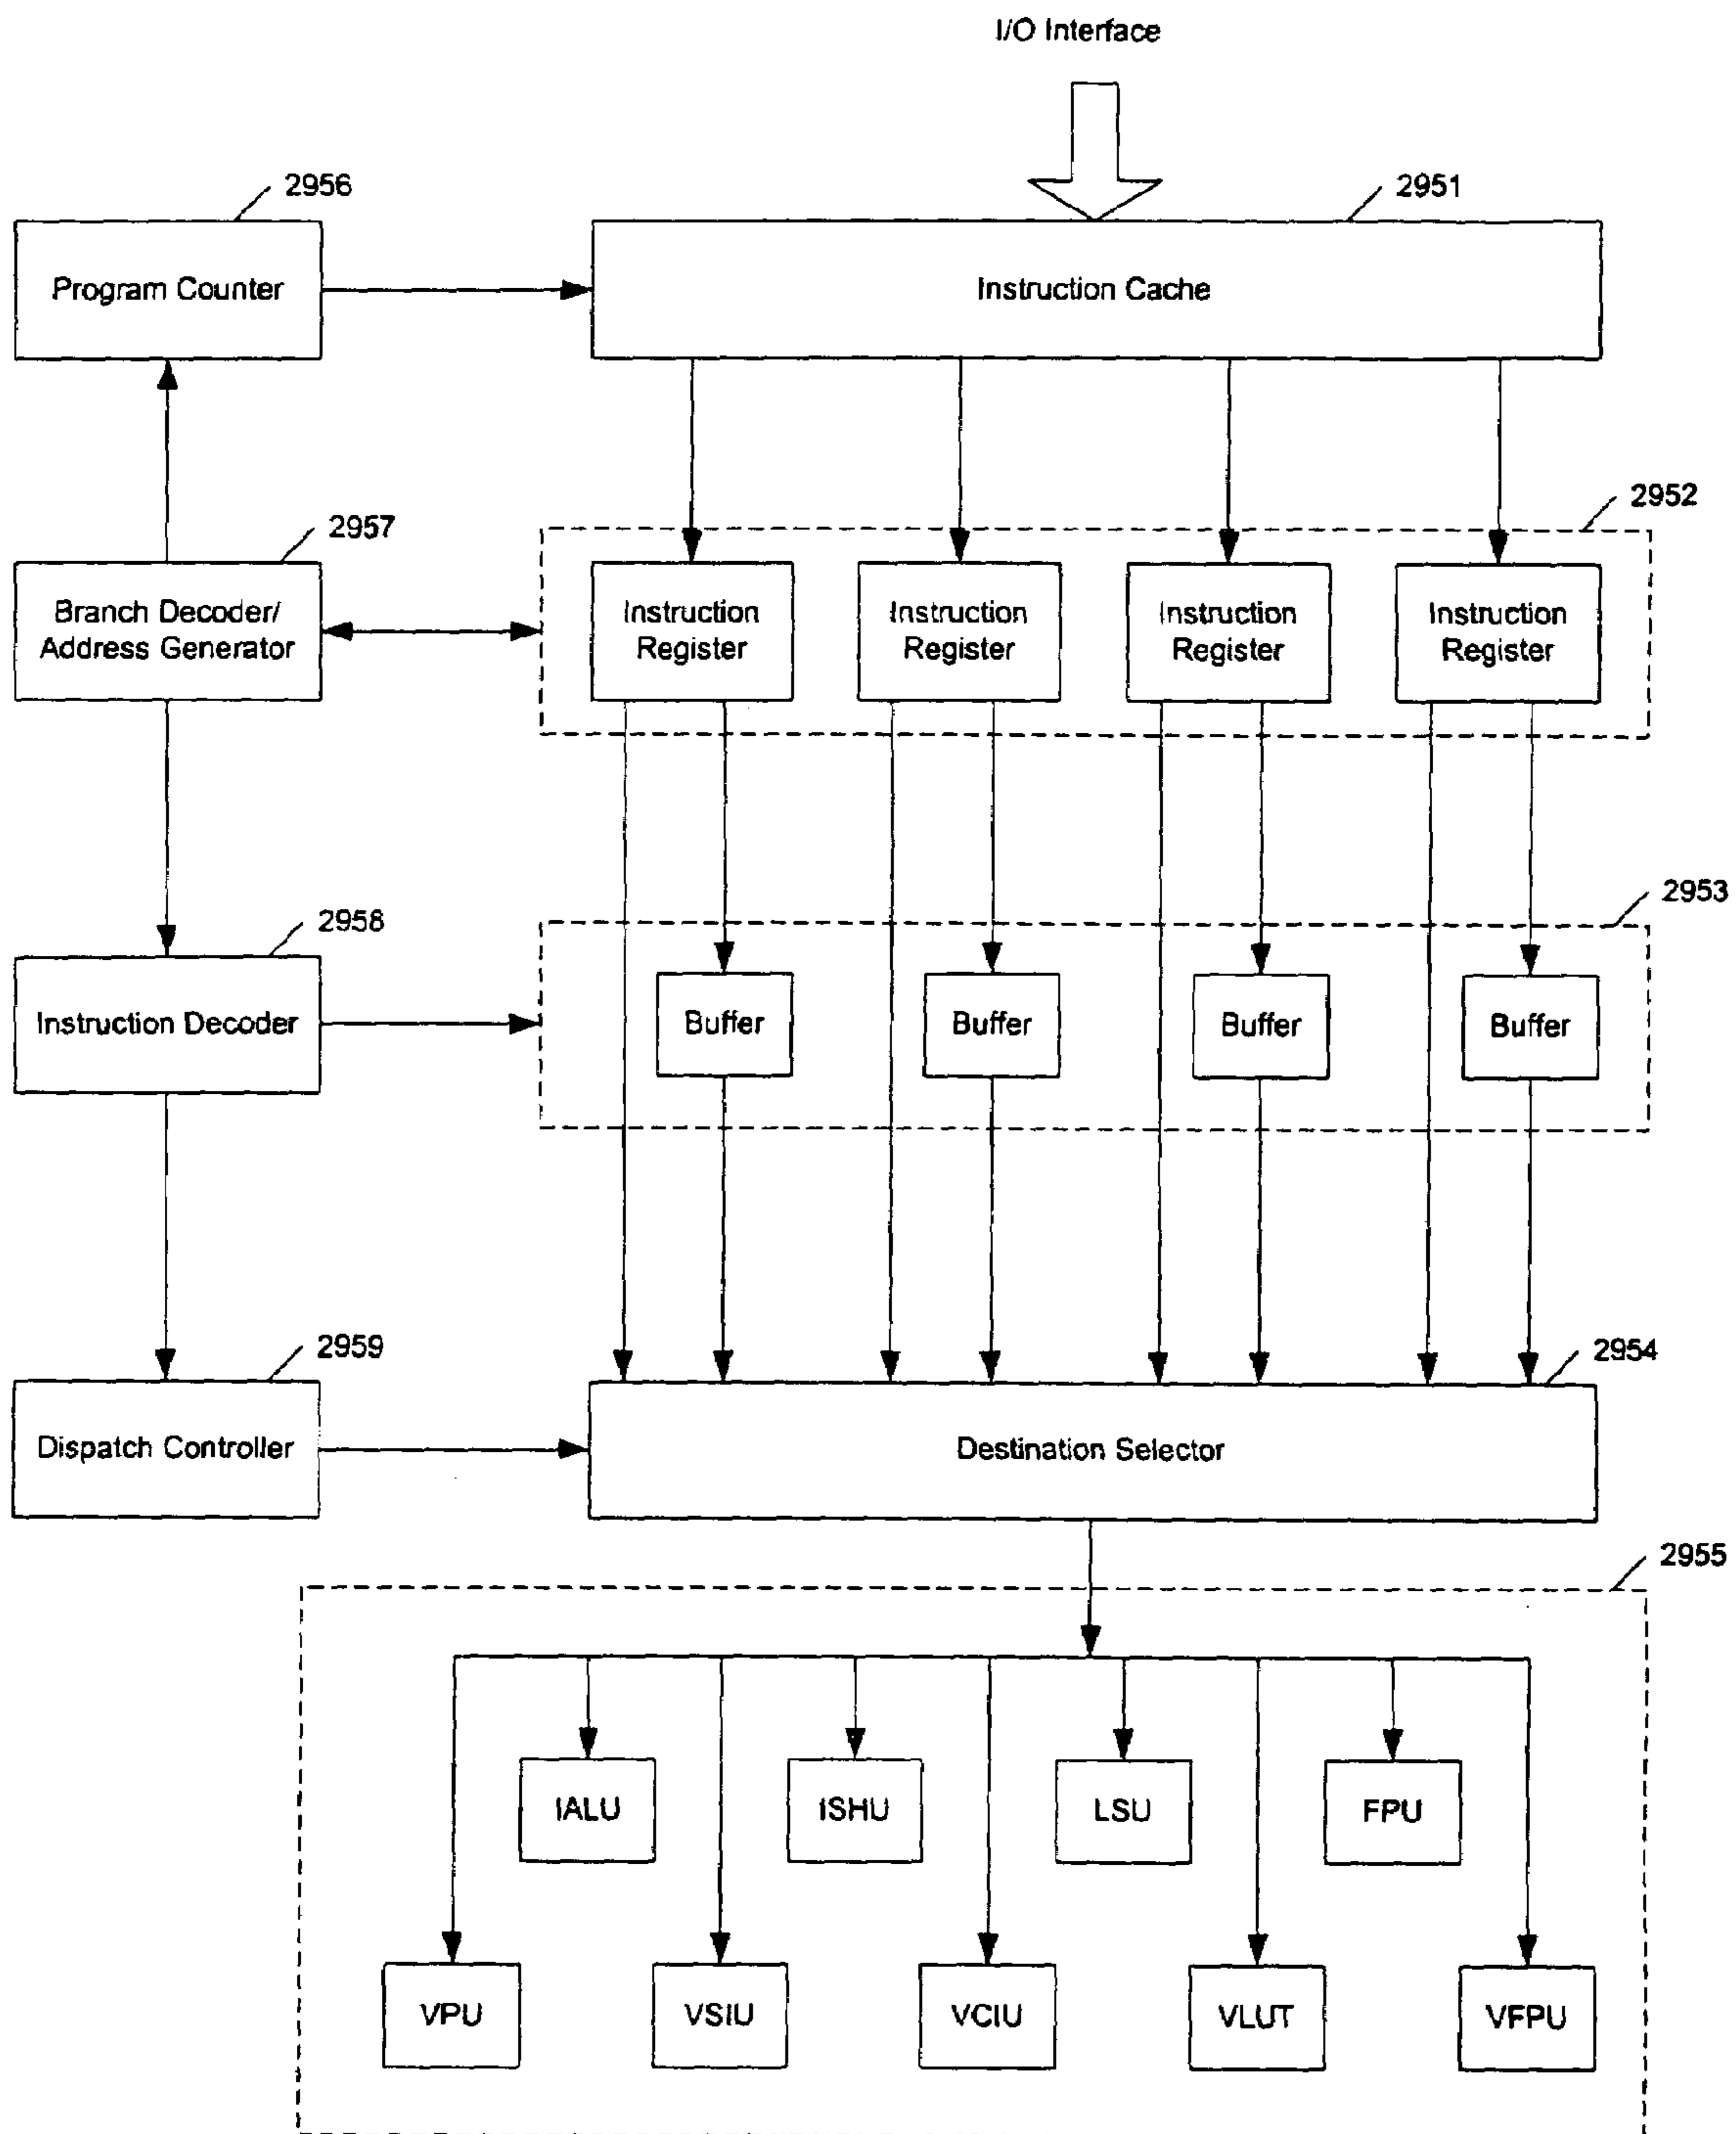 I/O Interface
2956
2951
Program Counter
Instruction Cache
2952
2957
Branch Decoder/
Address Generator
Instruction
Register
Instruction
Register
Instruction
Register
Instruction
Register
2953
2958
Instruction Decoder
Buffer
Buffer
Buffer
Buffer
2959
2954
Dispatch Controller
Destination Selector
2955
IALU
ISHU
LSU
FPU
VPU
VSIU
VCIU
VLUT
VFPU